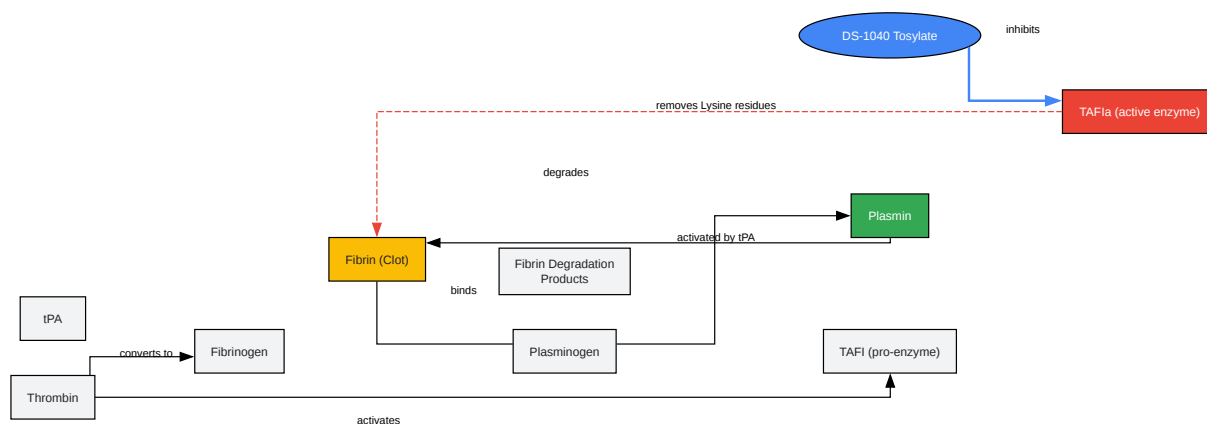 DS-1040 Tosylate
inhibits
removes Lysine residues
TAFIa (active enzyme)
degrades
Plasmin
activated by tPA
Fibrin (Clot)
Fibrin Degradation
Products
binds
tPA
converts to
Fibrinogen
Plasminogen
TAFI (pro-enzyme)
Thrombin
activates